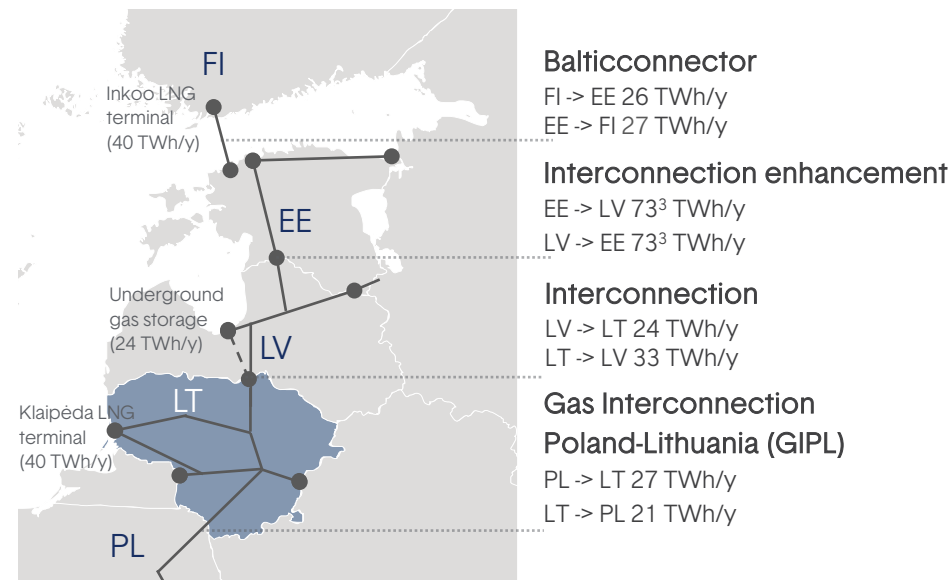 FI
Inkoo LNG
terminal
(40 TWh/y)
EE
Underground
gas storage
(24 TWh/y)
LV
LT
Klaipėda LNG
terminal
(40 TWh/y)
PL
Balticconnector
FI -> EE 26 TWh/y
EE -> FI 27 TWh/y
Interconnection enhancement
EE -> LV 73³ TWh/y
LV -> EE 73³ TWh/y
Interconnection
LV -> LT 24 TWh/y
LT -> LV 33 TWh/y
Gas Interconnection
Poland-Lithuania (GIPL)
PL -> LT 27 TWh/y
LT -> PL 21 TWh/y